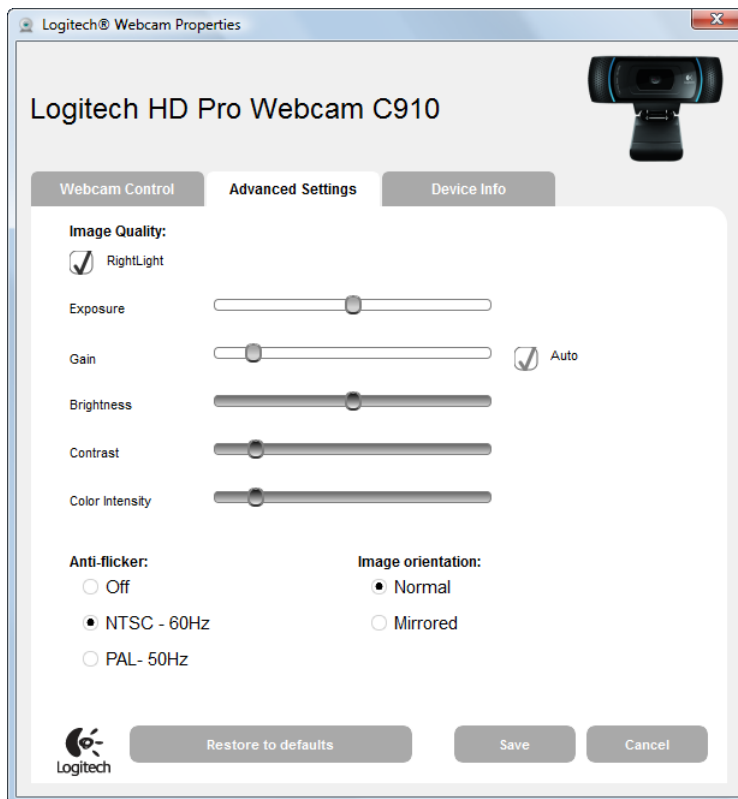 Logitech® Webcam Properties
Logitech HD Pro Webcam C910
Webcam Control Advanced Settings Device Info
Image Quality:
RightLight
Exposure
Gain Auto
Brightness
Contrast
Color Intensity
Anti-flicker: Image orientation:
Off Normal
NTSC - 60Hz Mirrored
PAL- 50Hz
Logitech Restore to defaults Save Cancel